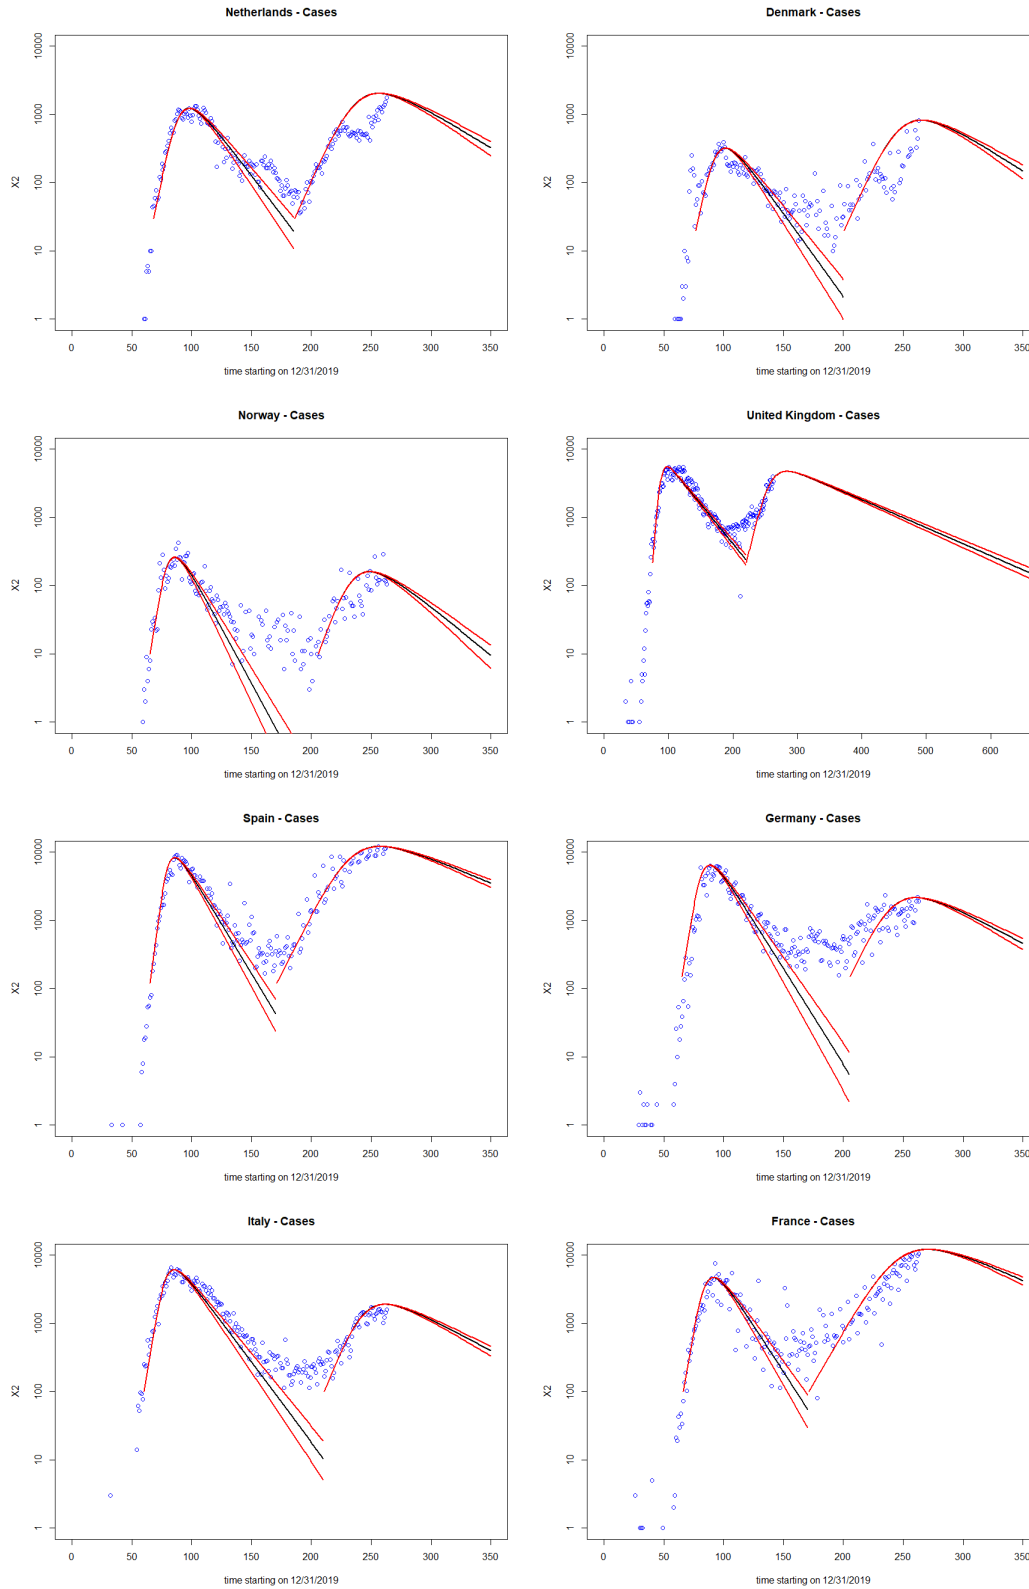 Netherlands - Cases
Denmark - Cases
X2
10000
1000
100
10
1
0 50 100 150 200 250 300 350
time starting on 12/31/2019
10000
1000
100
10
1
0 50 100 150 200 250 300 350
time starting on 12/31/2019
Norway - Cases
United Kingdom - Cases
X2
10000
1000
100
10
1
0 50 100 150 200 250 300 350
time starting on 12/31/2019
X2
10000
1000
100
10
1
0 100 200 300 400 500 600
time starting on 12/31/2019
Spain - Cases
Germany - Cases
X2
10000
1000
100
10
1
0 50 100 150 200 250 300 350
time starting on 12/31/2019
X2
10000
1000
100
10
1
0 50 100 150 200 250 300 350
time starting on 12/31/2019
Italy - Cases
France - Cases
X2
10000
1000
100
10
1
0 50 100 150 200 250 300 350
time starting on 12/31/2019
X2
10000
1000
100
10
1
0 50 100 150 200 250 300 350
time starting on 12/31/2019